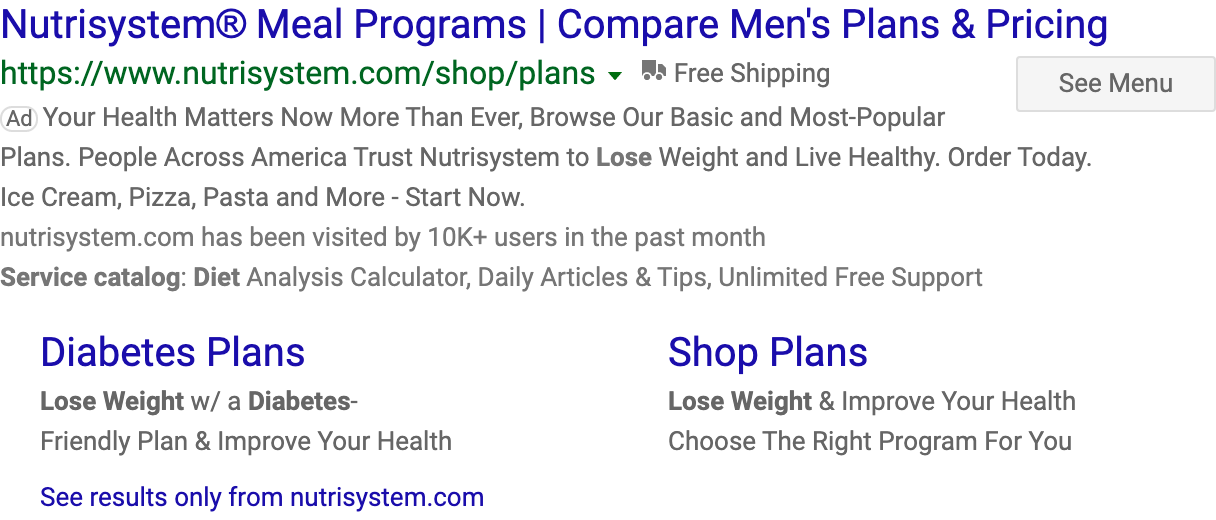 Nutrisystem® Meal Programs | Compare Men's Plans & Pricing
https://www.nutrisystem.com/shop/plans Free Shipping
See Menu
Ad Your Health Matters Now More Than Ever, Browse Our Basic and Most-Popular
Plans. People Across America Trust Nutrisystem to Lose Weight and Live Healthy. Order Today.
Ice Cream, Pizza, Pasta and More - Start Now.
nutrisystem.com has been visited by 10K+ users in the past month
Service catalog: Diet Analysis Calculator, Daily Articles & Tips, Unlimited Free Support
Diabetes Plans
Lose Weight w/ a Diabetes-
Friendly Plan & Improve Your Health
Shop Plans
Lose Weight & Improve Your Health
Choose The Right Program For You
See results only from nutrisystem.com